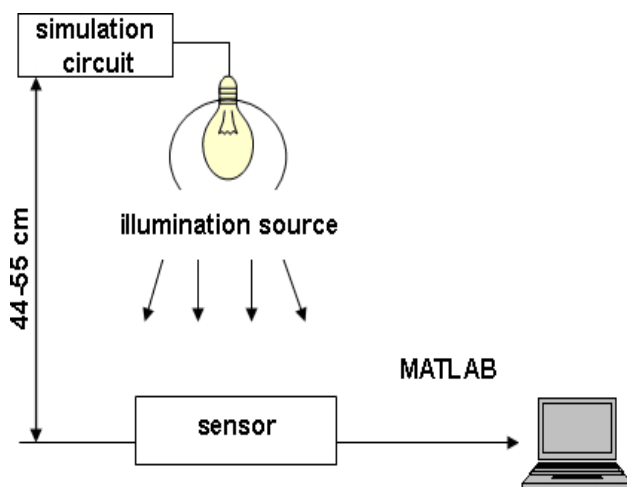 simulation
circuit
illumination source
44-55 cm
MATLAB
sensor